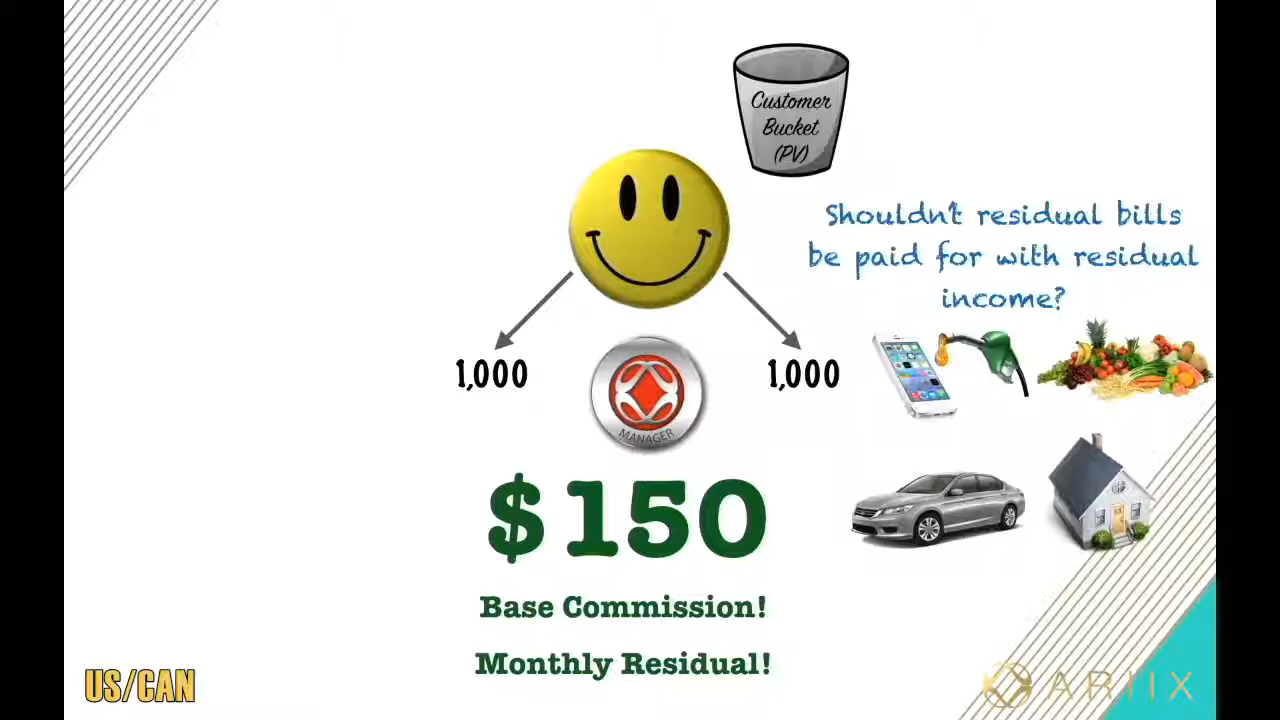 Customer
Bucket
(PV)
Shouldn't residual bills
be paid for with residual
income?
1,000
1,000
MANAGER
$150
Base Commission!
Monthly Residual!
US/CAN
ARIIX